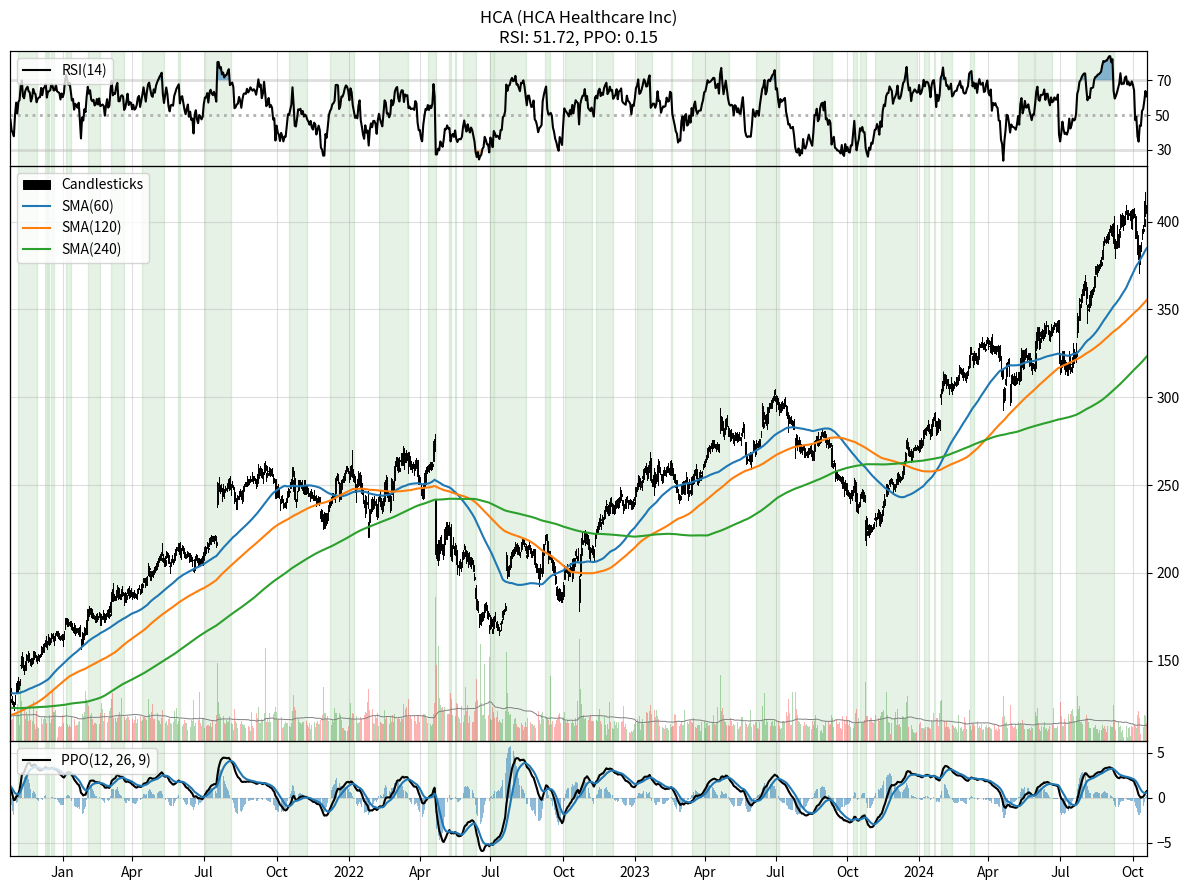 HCA (HCA Healthcare Inc)
RSI: 51.72, PPO: 0.15
RSI(14)
70
50
30
Candlesticks
SMA(60)
SMA(120)
SMA(240)
400
350
300
250
200
150
PPO(12, 26, 9)
5
0
−5
Jan Apr Jul Oct 2022 Apr Jul Oct 2023 Apr Jul Oct 2024 Apr Jul Oct